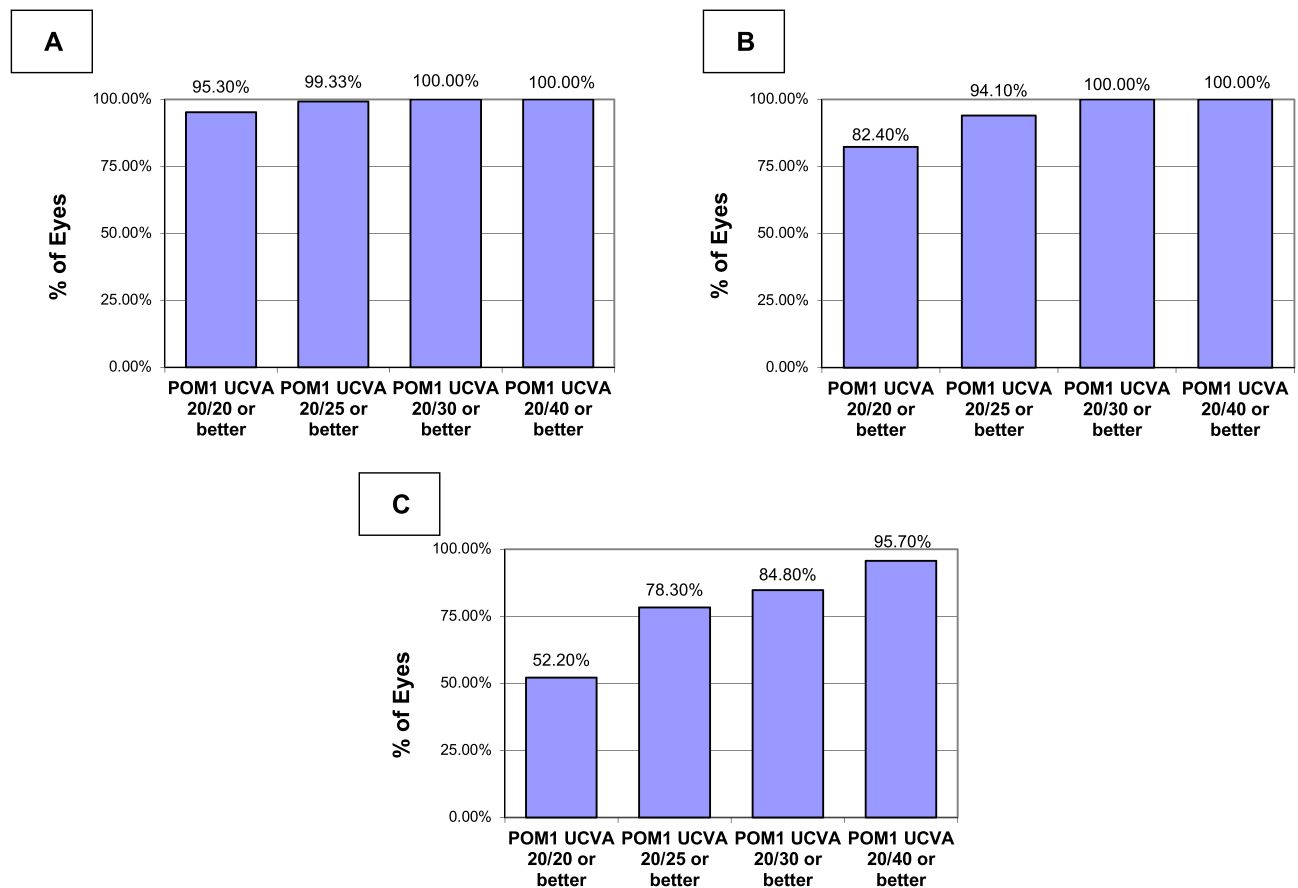 A
95.30%
99.33%
100.00%
100.00%
100.00%
75.00%
50.00%
25.00%
0.00%
% of Eyes
POM1 UCVA POM1 UCVA POM1 UCVA POM1 UCVA
20/20 or 20/25 or 20/30 or 20/40 or
better better better better
B
82.40%
94.10%
100.00%
100.00%
100.00%
75.00%
50.00%
25.00%
0.00%
% of Eyes
POM1 UCVA POM1 UCVA POM1 UCVA POM1 UCVA
20/20 or 20/25 or 20/30 or 20/40 or
better better better better
C
52.20%
78.30%
84.80%
95.70%
100.00%
75.00%
50.00%
25.00%
0.00%
% of Eyes
POM1 UCVA POM1 UCVA POM1 UCVA POM1 UCVA
20/20 or 20/25 or 20/30 or 20/40 or
better better better better